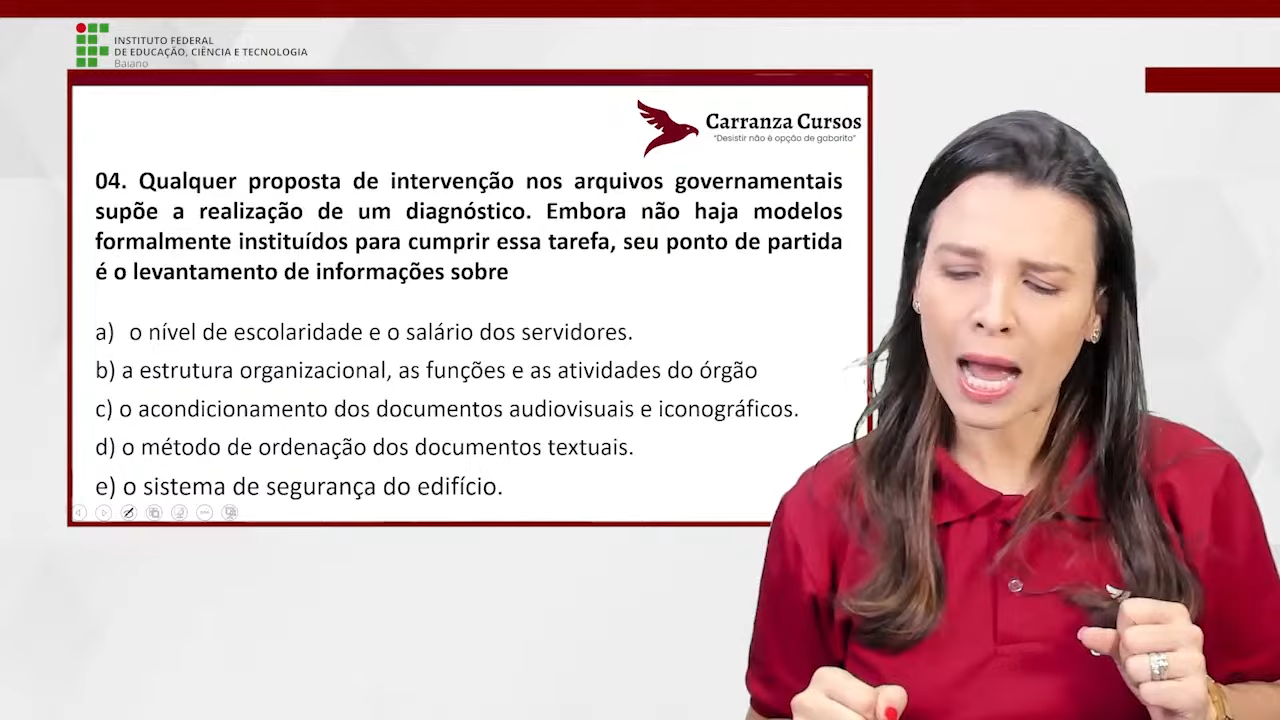 INSTITUTO FEDERAL
DE EDUCAÇÃO, CIÊNCIA E TECNOLOGIA
Baiano
Carranza Cursos
"Desistir não é opção de gabarito"
04. Qualquer proposta de intervenção nos arquivos governamentais
supõe a realização de um diagnóstico. Embora não haja modelos
formalmente instituídos para cumprir essa tarefa, seu ponto de partida
é o levantamento de informações sobre
a) o nível de escolaridade e o salário dos servidores.
b) a estrutura organizacional, as funções e as atividades do órgão
c) o acondicionamento dos documentos audiovisuais e iconográficos.
d) o método de ordenação dos documentos textuais.
e) o sistema de segurança do edifício.